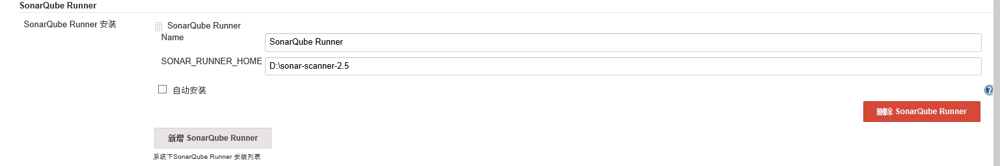 SonarQube Runner
SonarQube Runner 安装
SonarQube Runner
Name
SonarQube Runner
SONAR_RUNNER_HOME
D:\sonar-scanner-2.5
自动安装
?
删除 SonarQube Runner
新增 SonarQube Runner
系统下SonarQube Runner 安装列表